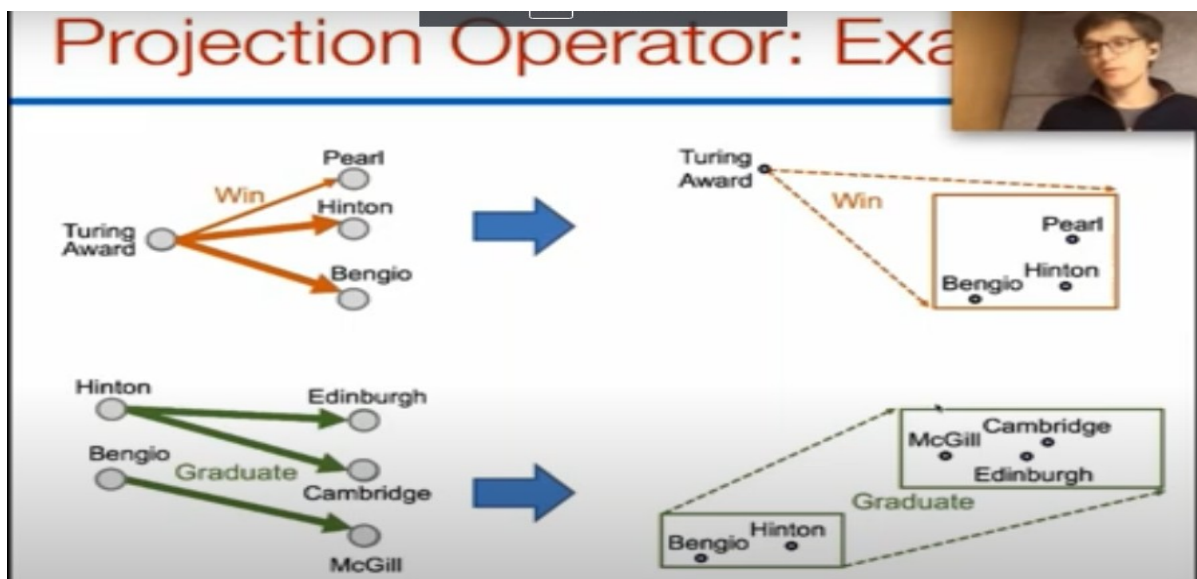 Projection Operator: Exa
Pearl
Win
Hinton
Turing
Award
Bengio
Turing
Award
Win
Pearl
Hinton
Bengio
Hinton
Edinburgh
Bengio
Graduate
Cambridge
McGill
Cambridge
McGill
Edinburgh
Graduate
Hinton
Bengio